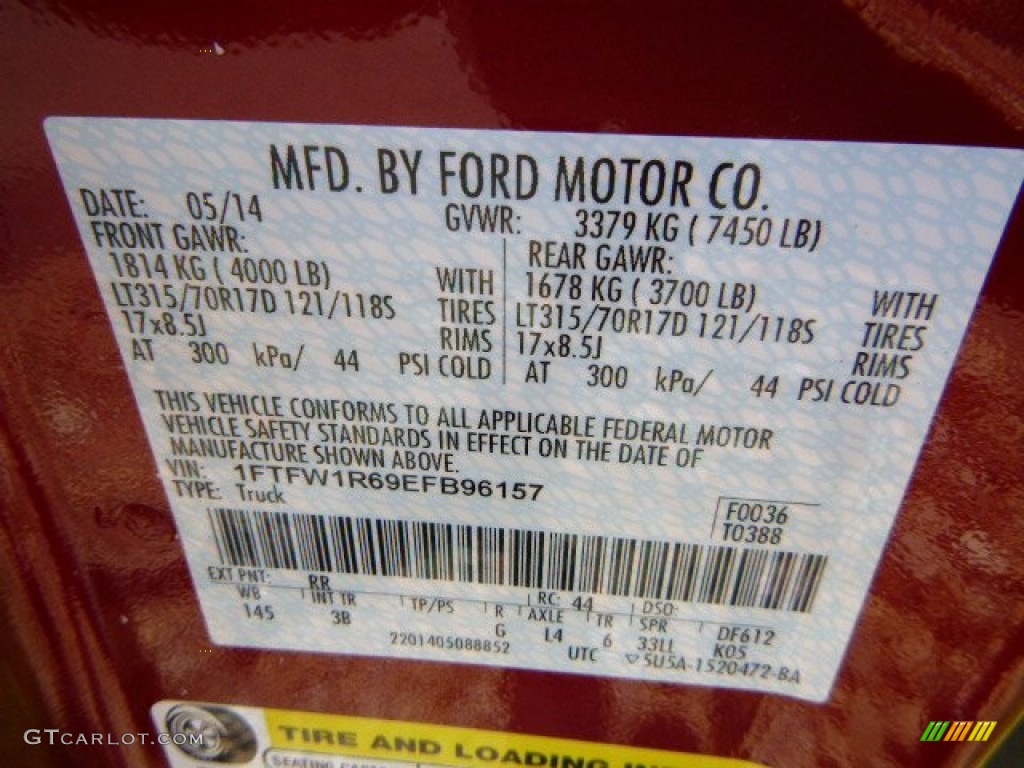 MFD. BY FORD MOTOR CO.
DATE: 05/14 GVWR: 3379 KG ( 7450 LB)
FRONT GAWR: REAR GAWR:
1814 KG ( 4000 LB) WITH 1678 KG ( 3700 LB) WITH
LT315/70R17D 121/118S TIRES LT315/70R17D 121/118S TIRES
17x8.5J RIMS 17x8.5J RIMS
AT 300 kPa/ 44 PSI COLD AT 300 kPa/ 44 PSI COLD
THIS VEHICLE CONFORMS TO ALL APPLICABLE FEDERAL MOTOR
VEHICLE SAFETY STANDARDS IN EFFECT ON THE DATE OF
MANUFACTURE SHOWN ABOVE.
VIN: 1FTFW1R69EFB96157
TYPE: Truck
F0036
T0388
EXT PNT: RR RC: 44 DSO:
WB INT TR TP/PS R AXLE TR SPR DF612
145 3B G L4 6 33LL K05
2201405088852 UTC ▽5U5A-1520472-BA
TIRE AND LOADING
SEATING
GTCARLOT.COM